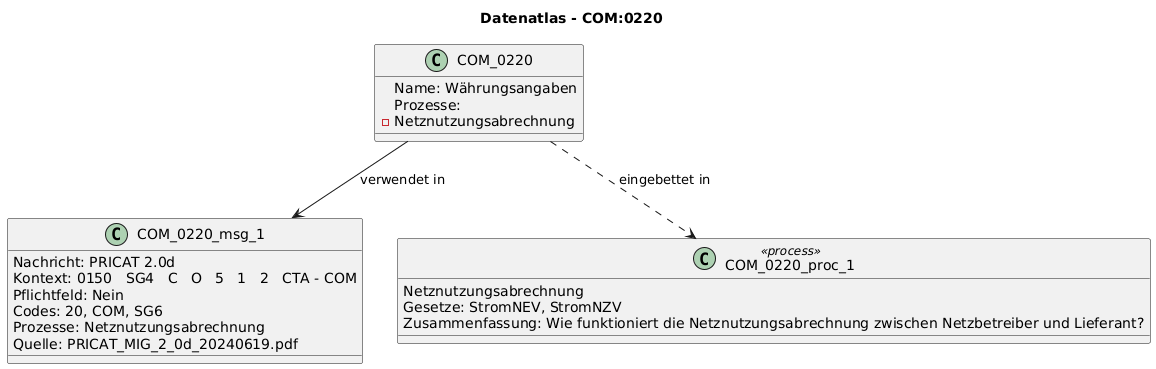 Datenatlas - COM:0220
C COM_0220
Name: Währungsangaben
Prozesse:
Netznutzungsabrechnung
verwendet in
eingebettet in
C COM_0220_msg_1
Nachricht: PRICAT 2.0d
Kontext: 0150   SG4   C   O   5   1   2   CTA - COM
Pflichtfeld: Nein
Codes: 20, COM, SG6
Prozesse: Netznutzungsabrechnung
Quelle: PRICAT_MIG_2_0d_20240619.pdf
«process»
C COM_0220_proc_1
Netznutzungsabrechnung
Gesetze: StromNEV, StromNZV
Zusammenfassung: Wie funktioniert die Netznutzungsabrechnung zwischen Netzbetreiber und Lieferant?